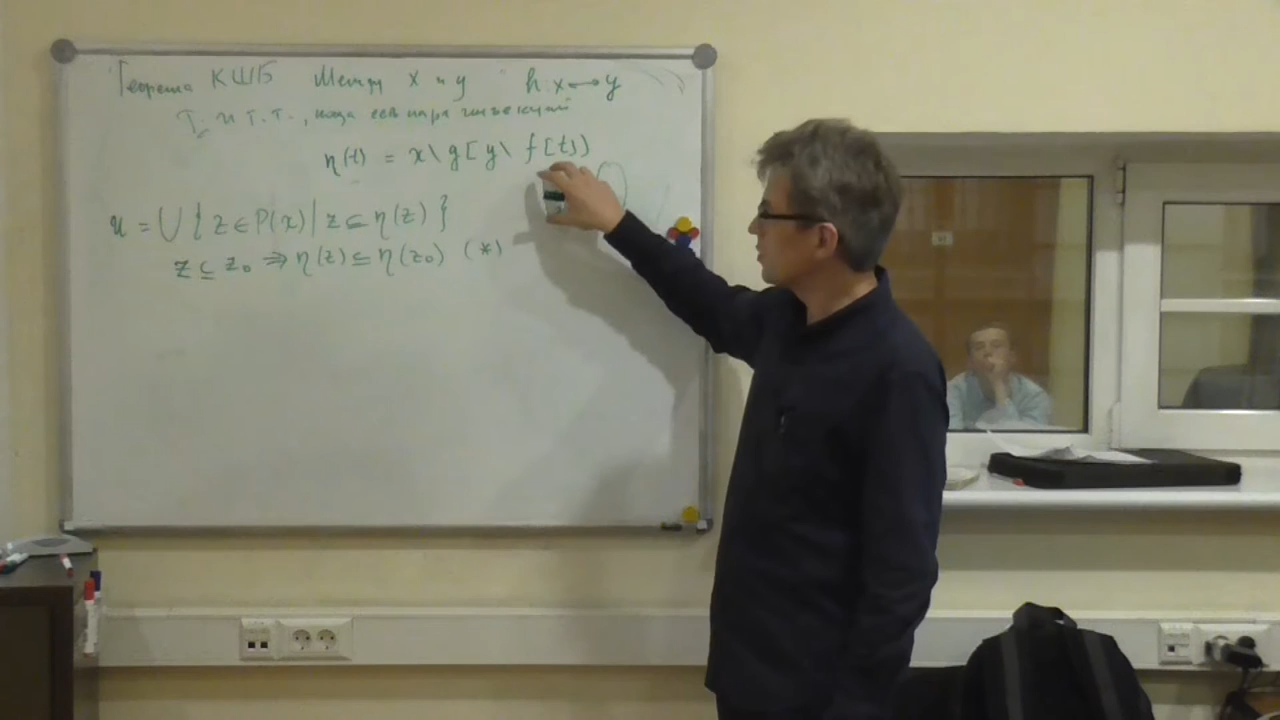 Теорема КШБ Между x и y h: x ⟷ y
т. и т. т., когда есть пара инъекций
η(t) = x \ g[y \ f[t])
u = ⋃ { z ∈ P(x) | z ⊆ η(z) }
z ⊆ z₀ ⇒ η(z) ⊆ η(z₀) (*)